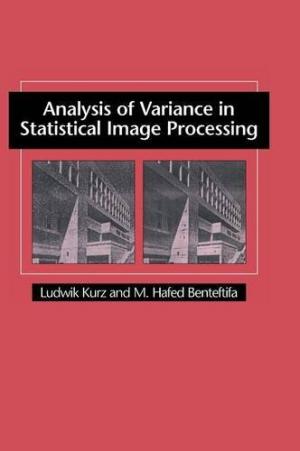 Analysis of Variance in
Statistical Image Processing
Ludwik Kurz and M. Hafed Benteftifa